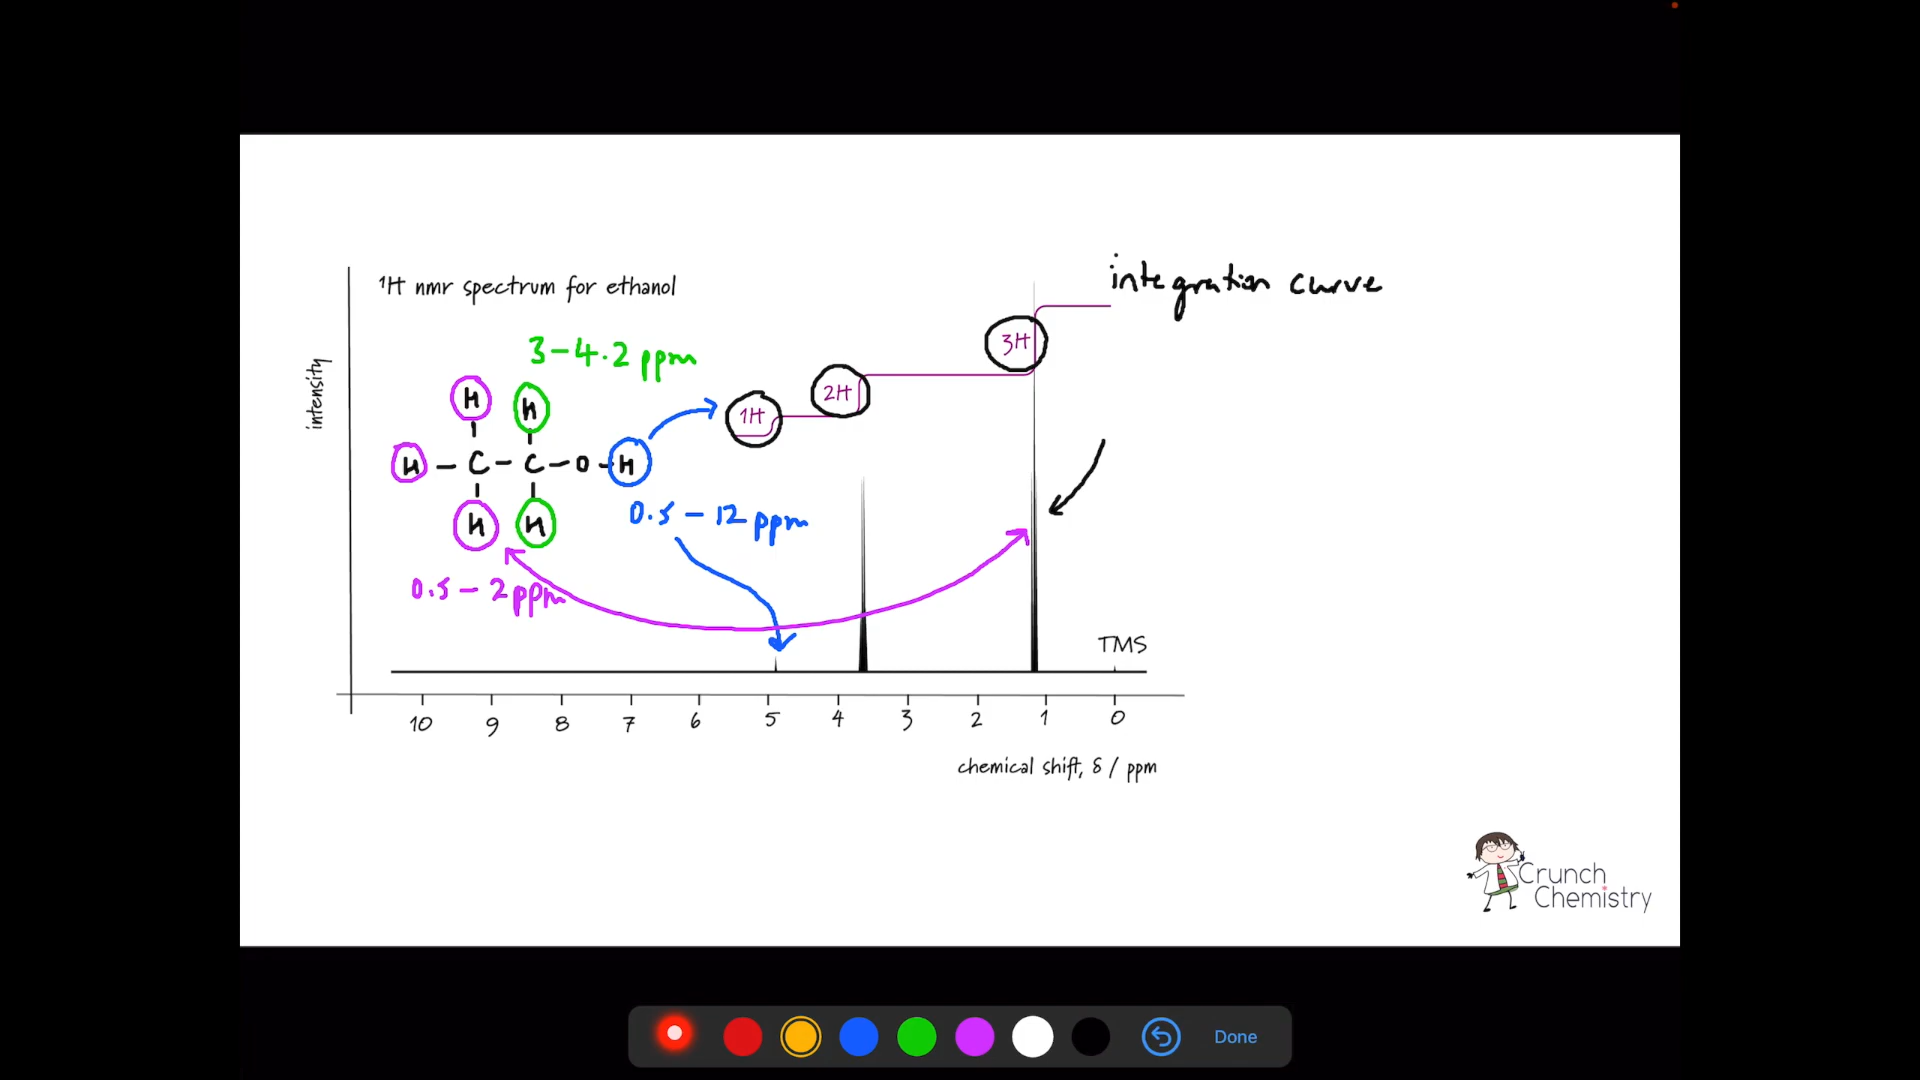 integration curve
¹H nmr spectrum for ethanol
3H
3-4.2 ppm
2H
intensity
H H
1H
H - C - C - O - H
0.5 - 12 ppm
H H
0.5 - 2 ppm
TMS
10 9 8 7 6 5 4 3 2 1 0
chemical shift, δ / ppm
Crunch
Chemistry
Done